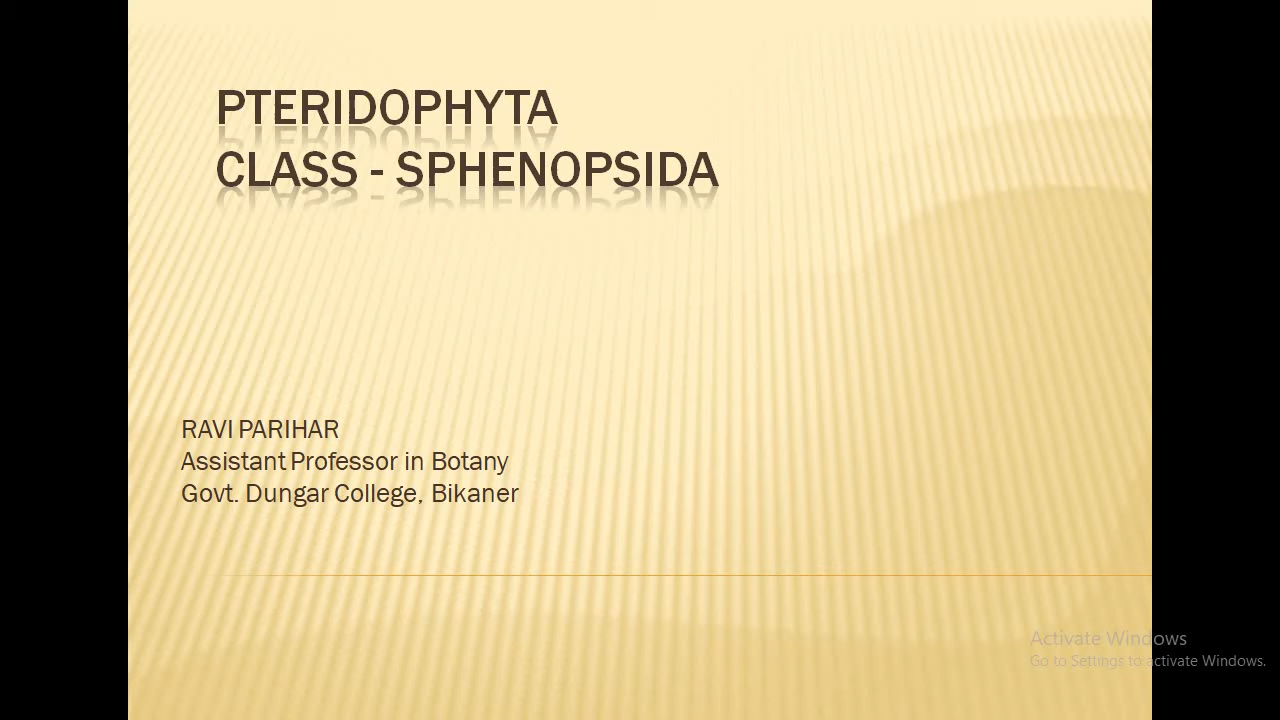 PTERIDOPHYTA
CLASS - SPHENOPSIDA
RAVI PARIHAR
Assistant Professor in Botany
Govt. Dungar College, Bikaner
Activate Windows
Go to Settings to activate Windows.